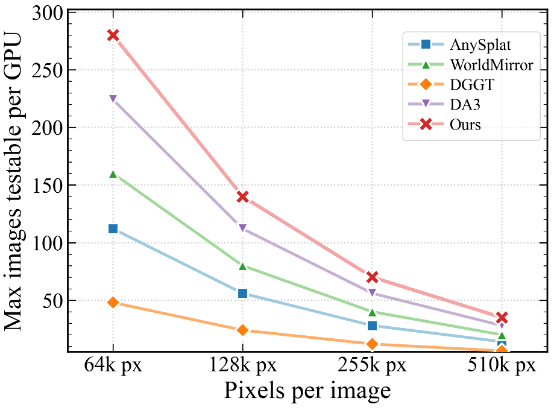 Max images testable per GPU
300
250
200
150
100
50
64k px
128k px
255k px
510k px
Pixels per image
AnySplat
WorldMirror
DGGT
DA3
Ours